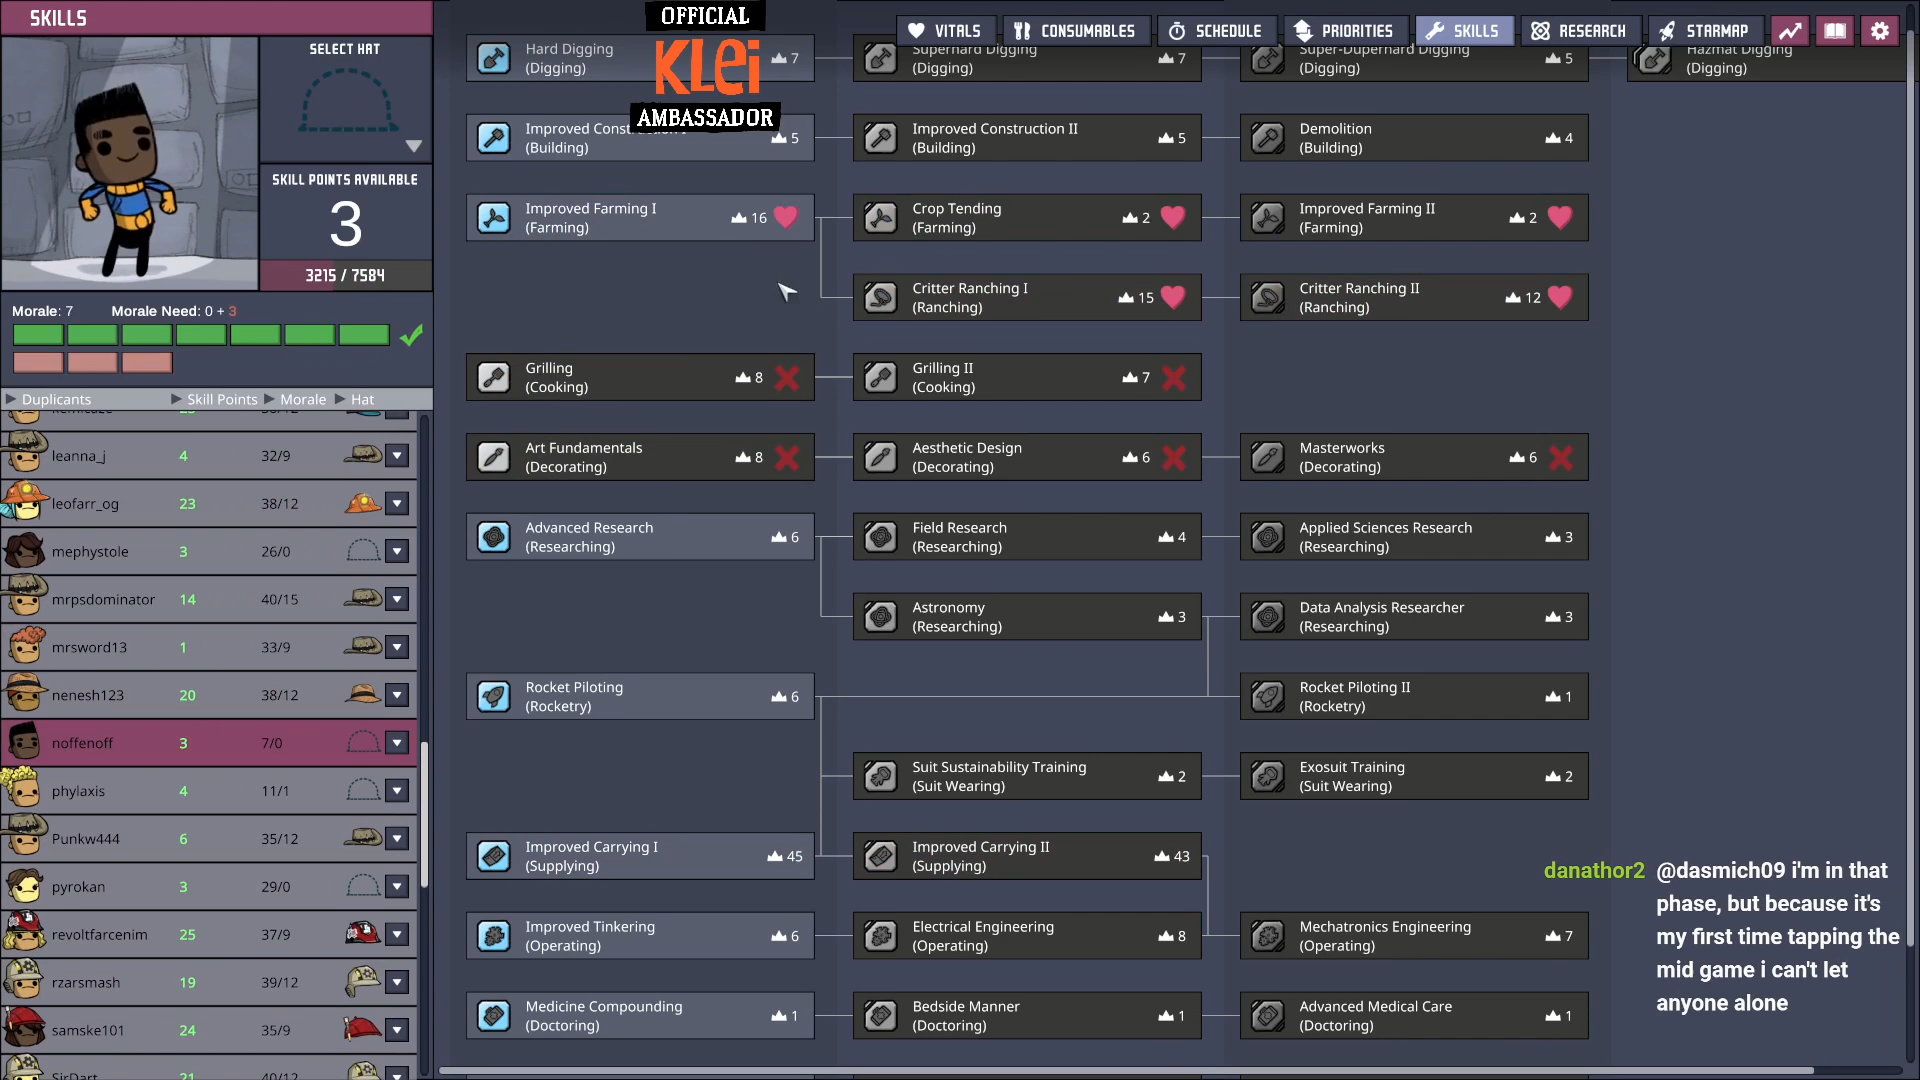 SKILLS
OFFICIAL
KLei
AMBASSADOR
VITALS
CONSUMABLES
SCHEDULE
PRIORITIES
SKILLS
RESEARCH
STARMAP
SELECT HAT
SKILL POINTS AVAILABLE
3
3215 / 7584
Morale: 7
Morale Need: 0 + 3
Duplicants
Skill Points
Morale
Hat
leanna_j 4 32/9
leofarr_og 23 38/12
mephystole 3 26/0
mrpsdominator 14 40/15
mrsword13 1 33/9
nenesh123 20 38/12
noffenoff 3 7/0
phylaxis 4 11/1
Punkw444 6 35/12
pyrokan 3 29/0
revoltfarcenim 25 37/9
rzarsmash 19 39/12
samske101 24 35/9
SirDart 21 40/12
Hard Digging
(Digging)
7
Superhard Digging
(Digging)
7
Super-Duperhard Digging
(Digging)
5
Hazmat Digging
(Digging)
Improved Construction I
(Building)
5
Improved Construction II
(Building)
5
Demolition
(Building)
4
Improved Farming I
(Farming)
16
Crop Tending
(Farming)
2
Improved Farming II
(Farming)
2
Critter Ranching I
(Ranching)
15
Critter Ranching II
(Ranching)
12
Grilling
(Cooking)
8
Grilling II
(Cooking)
7
Art Fundamentals
(Decorating)
8
Aesthetic Design
(Decorating)
6
Masterworks
(Decorating)
6
Advanced Research
(Researching)
6
Field Research
(Researching)
4
Applied Sciences Research
(Researching)
3
Astronomy
(Researching)
3
Data Analysis Researcher
(Researching)
3
Rocket Piloting
(Rocketry)
6
Rocket Piloting II
(Rocketry)
1
Suit Sustainability Training
(Suit Wearing)
2
Exosuit Training
(Suit Wearing)
2
Improved Carrying I
(Supplying)
45
Improved Carrying II
(Supplying)
43
Improved Tinkering
(Operating)
6
Electrical Engineering
(Operating)
8
Mechatronics Engineering
(Operating)
7
Medicine Compounding
(Doctoring)
1
Bedside Manner
(Doctoring)
1
Advanced Medical Care
(Doctoring)
1
danathor2 @dasmich09 i'm in that
phase, but because it's
my first time tapping the
mid game i can't let
anyone alone